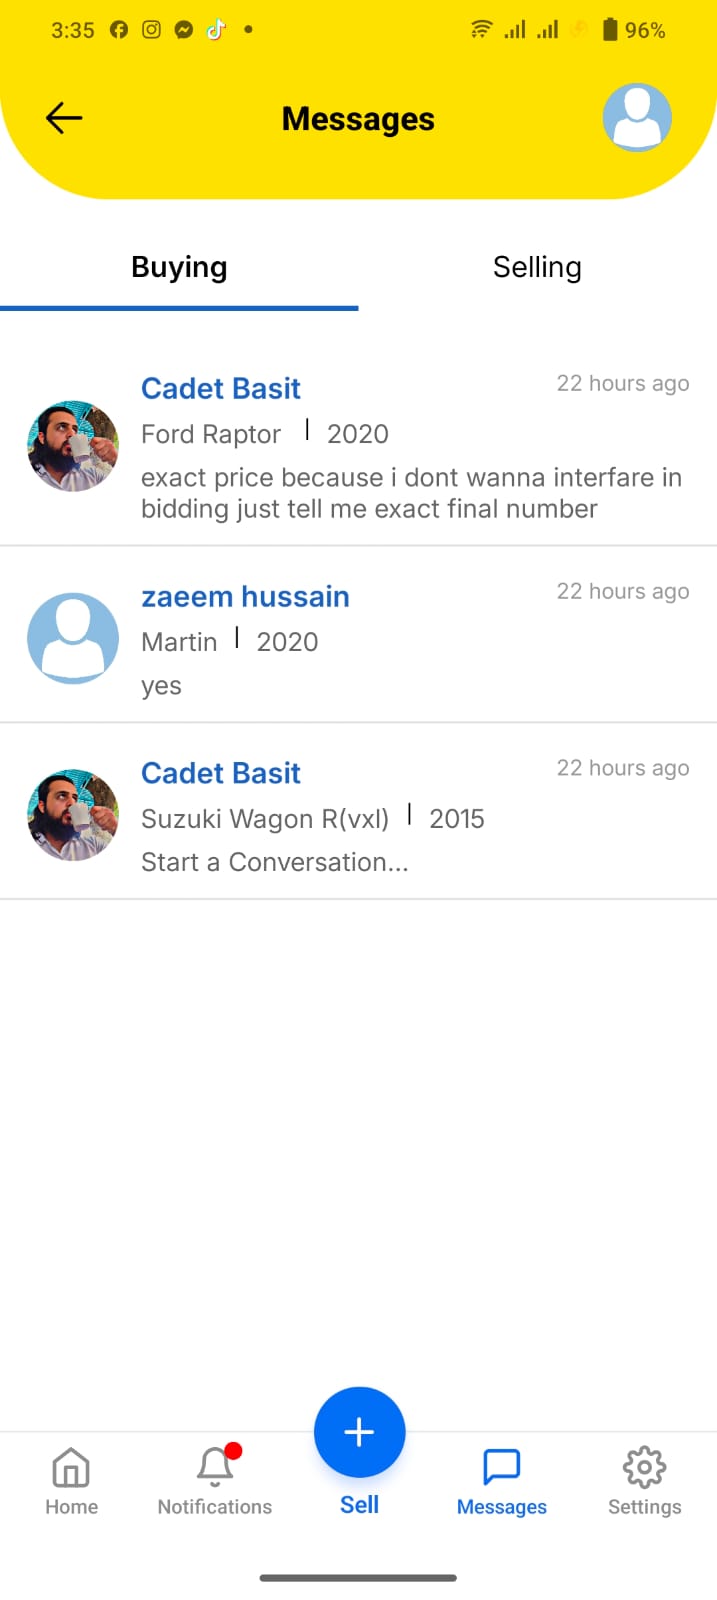 3:35 96%
Messages
Buying Selling
Cadet Basit 22 hours ago
Ford Raptor | 2020
exact price because i dont wanna interfare in
bidding just tell me exact final number
zaeem hussain 22 hours ago
Martin | 2020
yes
Cadet Basit 22 hours ago
Suzuki Wagon R(vxl) | 2015
Start a Conversation...
Home Notifications Sell Messages Settings